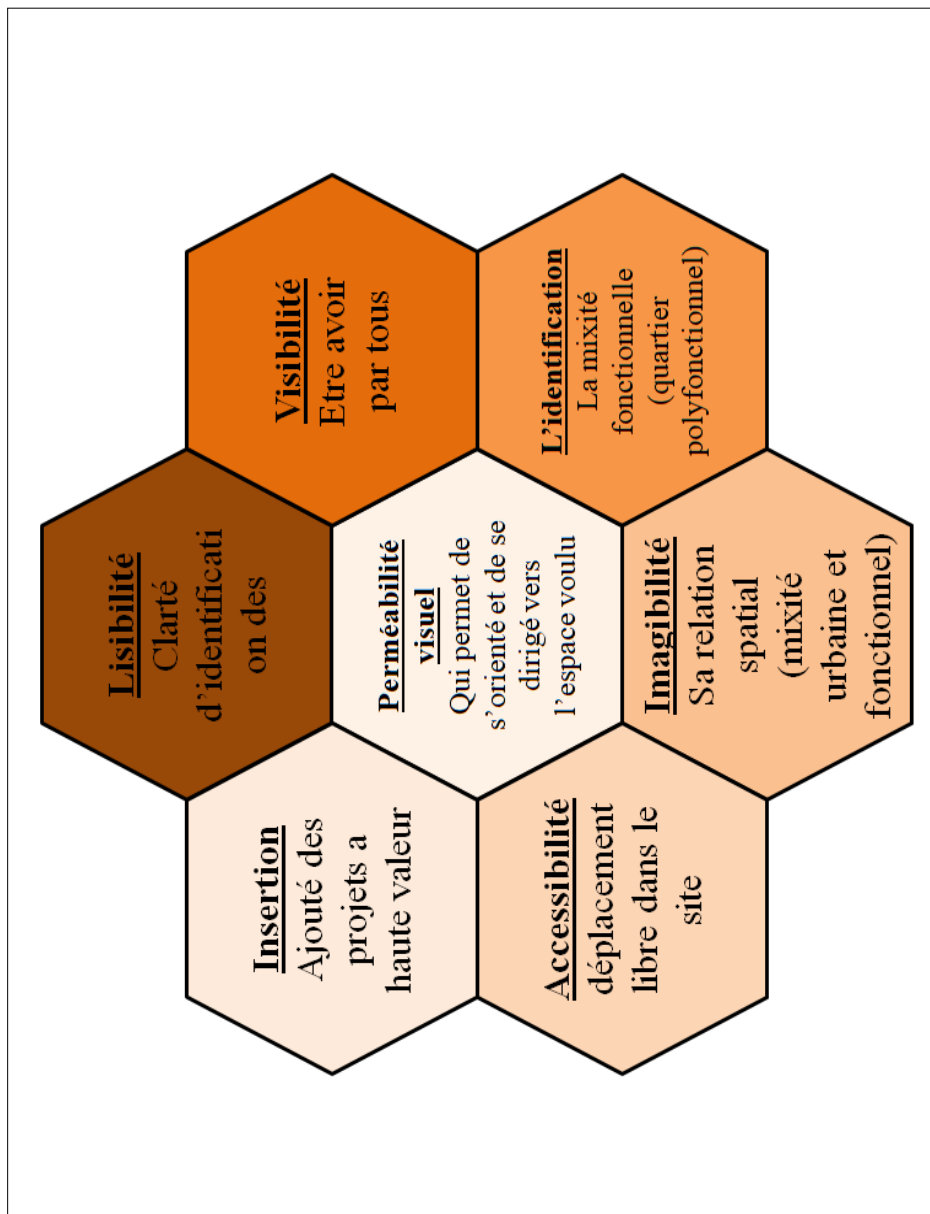 Lisibilité
Clarté
d’identificati
on des
Insertion
Ajouté des
projets a
haute valeur
Visibilité
Etre avoir
par tous
Perméabilité
visuel
Qui permet de
s’orienté et de se
dirigé vers
l’espace voulu
Accessibilité
déplacement
libre dans le
site
L’identification
La mixité
fonctionnelle
(quartier
polyfonctionnel)
Imagibilité
Sa relation
spatial
(mixité
urbaine et
fonctionnel)